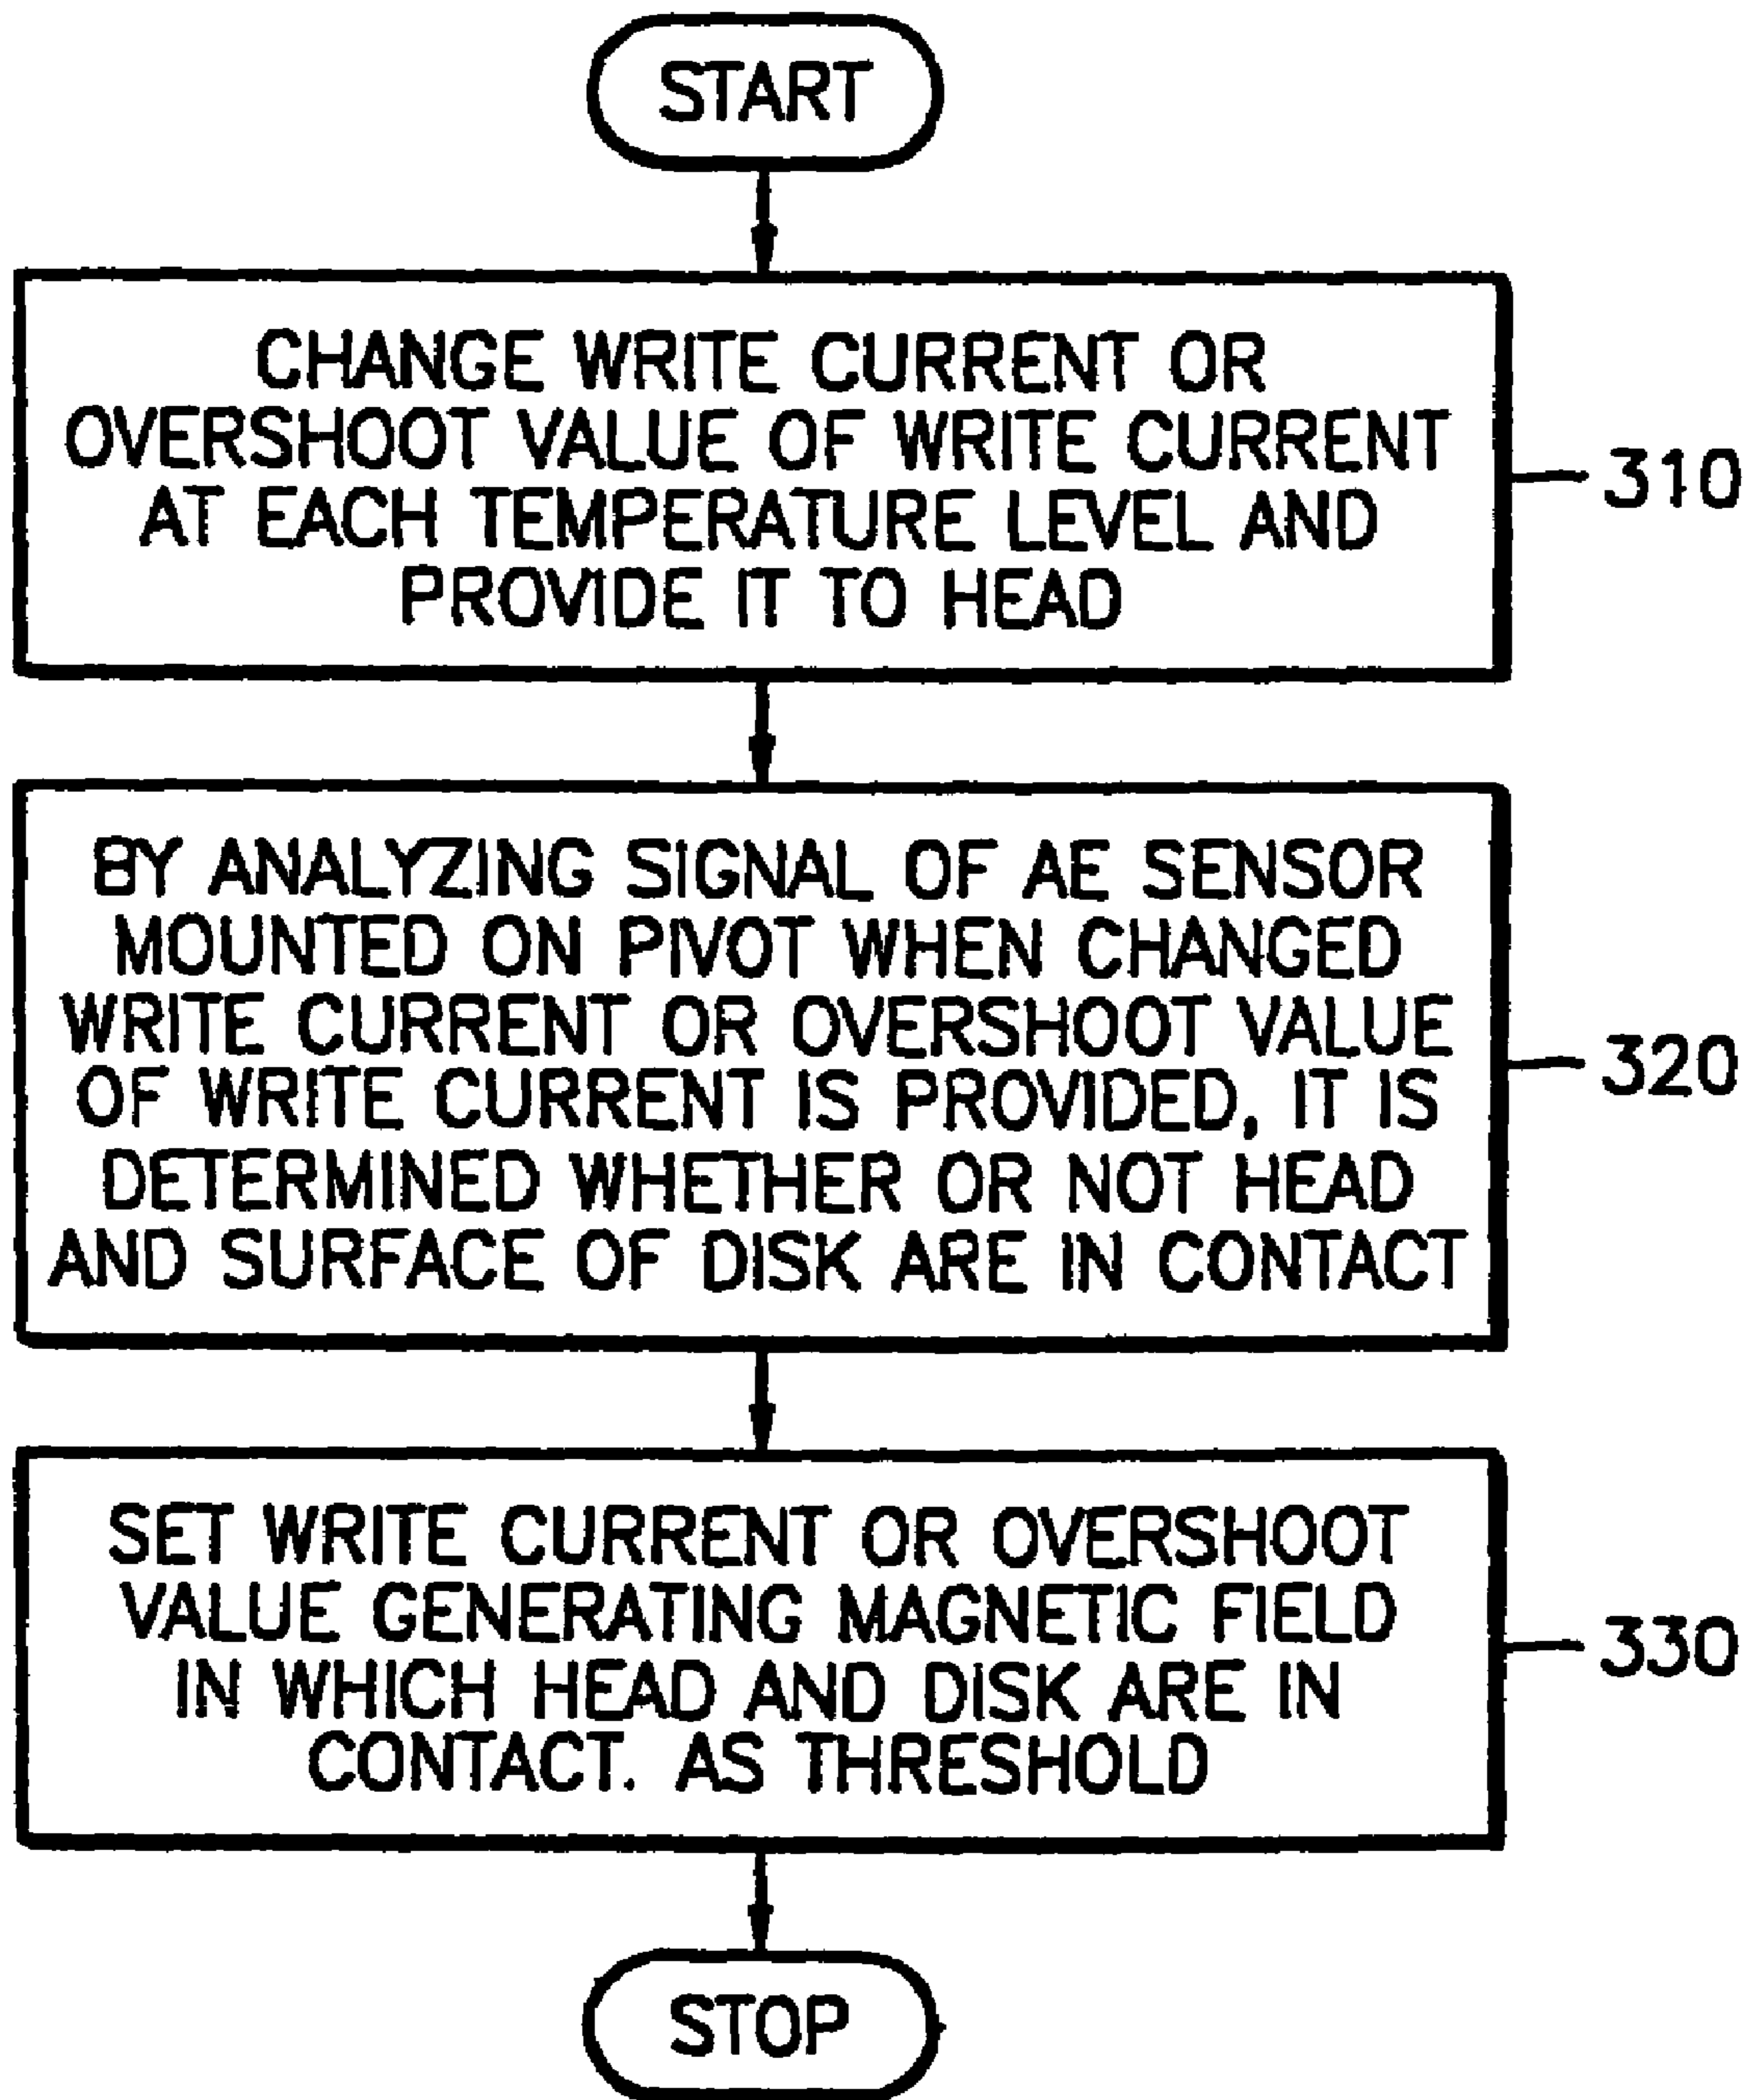 START
CHANGE WRITE CURRENT OR
OVERSHOOT VALUE OF WRITE CURRENT
AT EACH TEMPERATURE LEVEL AND
PROVIDE IT TO HEAD
310
BY ANALYZING SIGNAL OF AE SENSOR
MOUNTED ON PIVOT WHEN CHANGED
WRITE CURRENT OR OVERSHOOT VALUE
OF WRITE CURRENT IS PROVIDED, IT IS
DETERMINED WHETHER OR NOT HEAD
AND SURFACE OF DISK ARE IN CONTACT
320
SET WRITE CURRENT OR OVERSHOOT
VALUE GENERATING MAGNETIC FIELD
IN WHICH HEAD AND DISK ARE IN
CONTACT. AS THRESHOLD
330
STOP